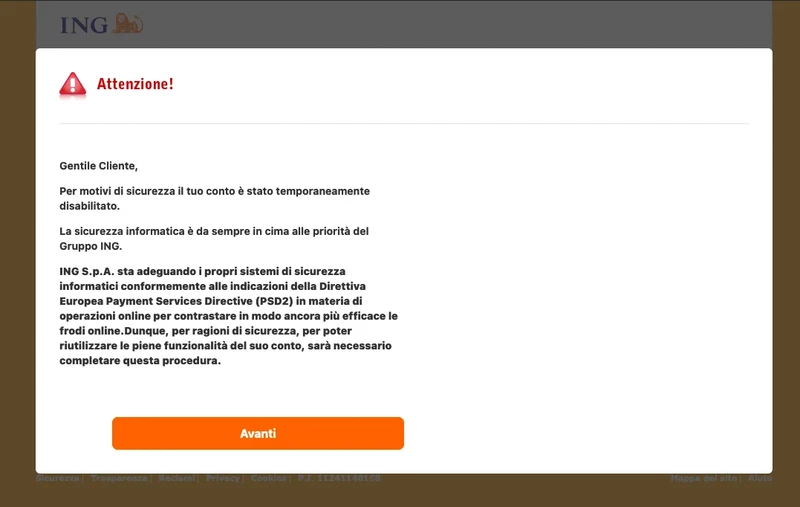 ING
Attenzione!
Gentile Cliente,
Per motivi di sicurezza il tuo conto è stato temporaneamente
disabilitato.
La sicurezza informatica è da sempre in cima alle priorità del
Gruppo ING.
ING S.p.A. sta adeguando i propri sistemi di sicurezza
informatici conformemente alle indicazioni della Direttiva
Europea Payment Services Directive (PSD2) in materia di
operazioni online per contrastare in modo ancora più efficace le
frodi online.Dunque, per ragioni di sicurezza, per poter
riutilizzare le piene funzionalità del suo conto, sarà necessario
completare questa procedura.
Avanti
Sicurezza | Trasparenza | Reclami | Privacy | Cookies | P.I. Mappa del sito | Aiuto